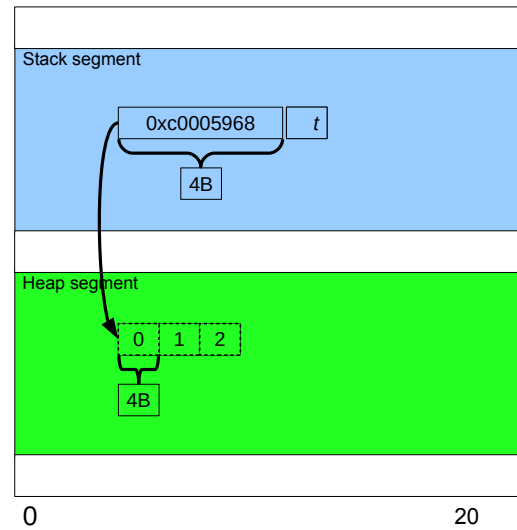 Stack segment
0xc0005968 t
4B
Heap segment
0 1 2
4B
0 20